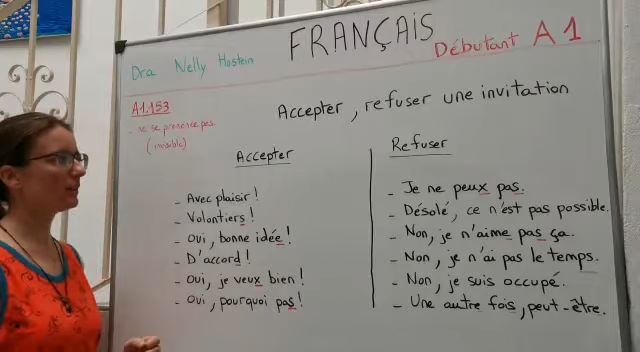 FRANÇAIS
Dra Nelly Hostein
Débutant A1
A1.153
- ne se prononce pas.
(invisible)
Accepter, refuser une invitation
Accepter
- Avec plaisir!
- Volontiers!
- Oui, bonne idée!
- D'accord!
- Oui, je veux bien!
- Oui, pourquoi pas!
Refuser
- Je ne peux pas.
- Désolé, ce n'est pas possible.
- Non, je n'aime pas ça.
- Non, je n'ai pas le temps.
- Non, je suis occupé.
- Une autre fois, peut-être.